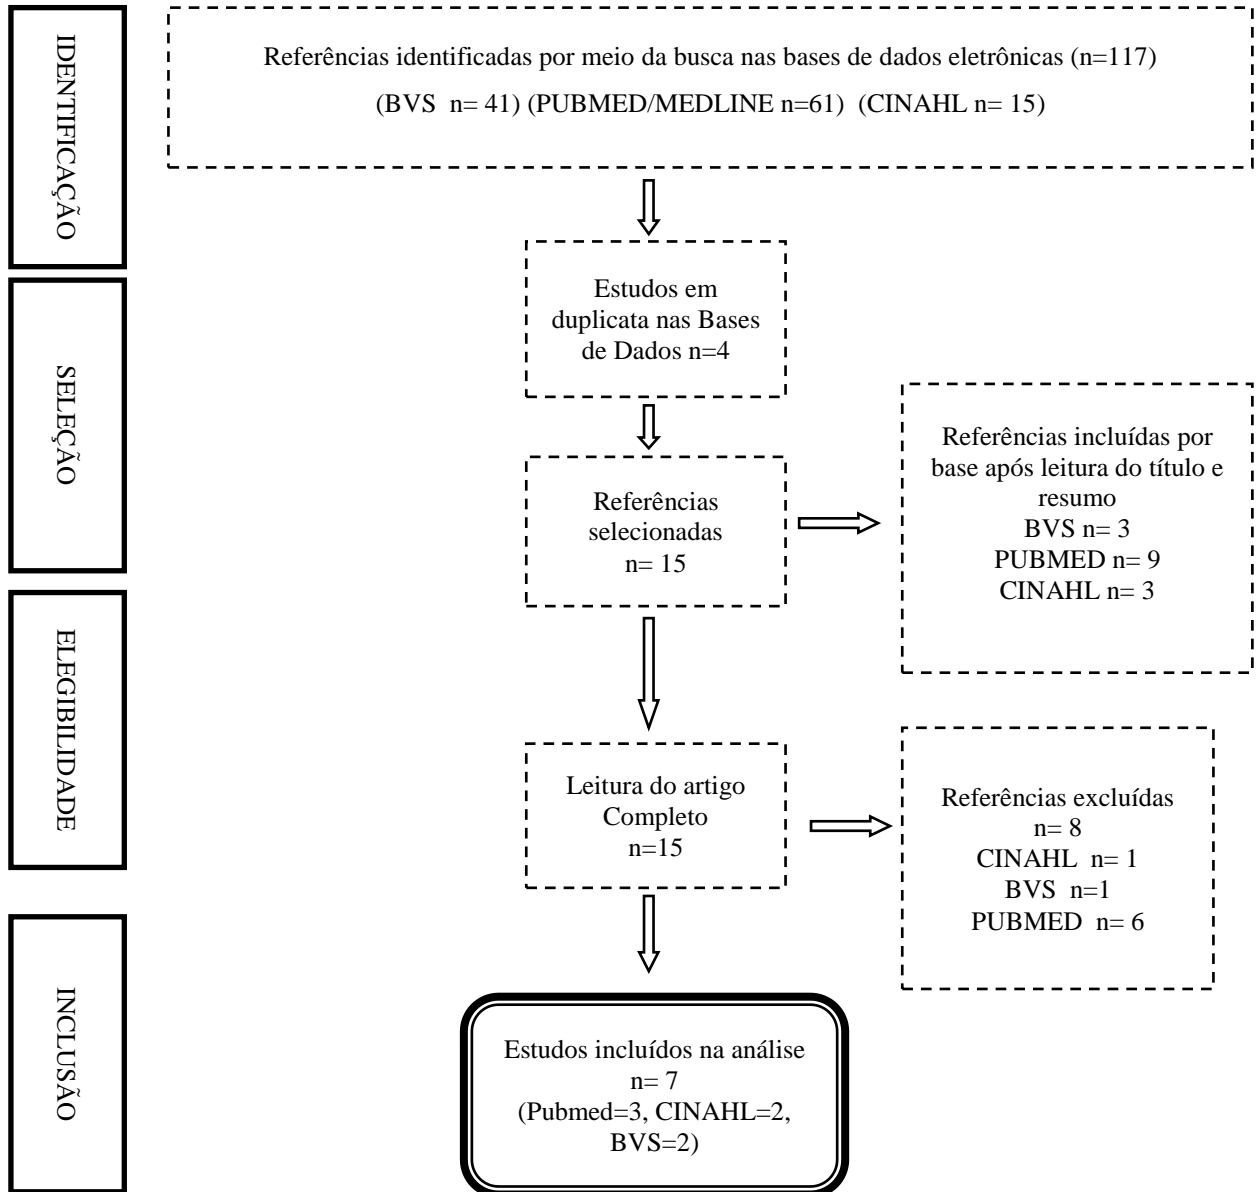 IDENTIFICAÇÃO
Referências identificadas por meio da busca nas bases de dados eletrônicas (n=117)
(BVS n= 41) (PUBMED/MEDLINE n=61) (CINAHL n= 15)
SELEÇÃO
Estudos em
duplicata nas Bases
de Dados n=4
Referências
selecionadas
n= 15
Referências incluídas por
base após leitura do título e
resumo
BVS n= 3
PUBMED n= 9
CINAHL n= 3
ELEGIBILIDADE
Leitura do artigo
Completo
n=15
Referências excluídas
n= 8
CINAHL n= 1
BVS n=1
PUBMED n= 6
INCLUSÃO
Estudos incluídos na análise
n= 7
(Pubmed=3, CINAHL=2,
BVS=2)